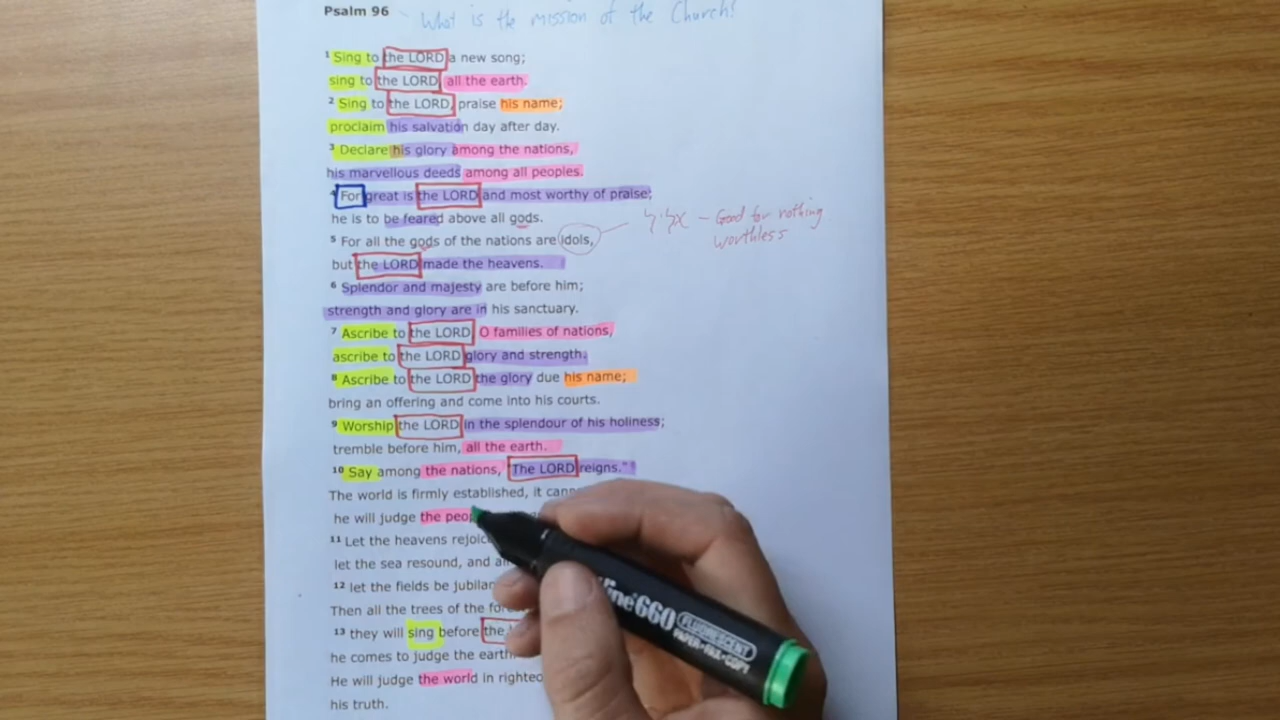 Psalm 96 - What is the mission of the Church?
1 Sing to the LORD a new song;
sing to the LORD, all the earth.
2 Sing to the LORD, praise his name;
proclaim his salvation day after day.
3 Declare his glory among the nations,
his marvellous deeds among all peoples.
4 For great is the LORD and most worthy of praise;
he is to be feared above all gods.
5 For all the gods of the nations are idols, - Good for nothing
worthless
but the LORD made the heavens.
6 Splendor and majesty are before him;
strength and glory are in his sanctuary.
7 Ascribe to the LORD, O families of nations,
ascribe to the LORD glory and strength.
8 Ascribe to the LORD the glory due his name;
bring an offering and come into his courts.
9 Worship the LORD in the splendour of his holiness;
tremble before him, all the earth.
10 Say among the nations, "The LORD reigns."
The world is firmly established, it
he will judge the
11 Let the heavens
let the sea resound, and
12 let the fields be
Then all the trees of the
13 they will sing before the
he comes to judge the earth
He will judge the world in
his truth.
660
FLUORESCENT
PAPER•FAX•COPY